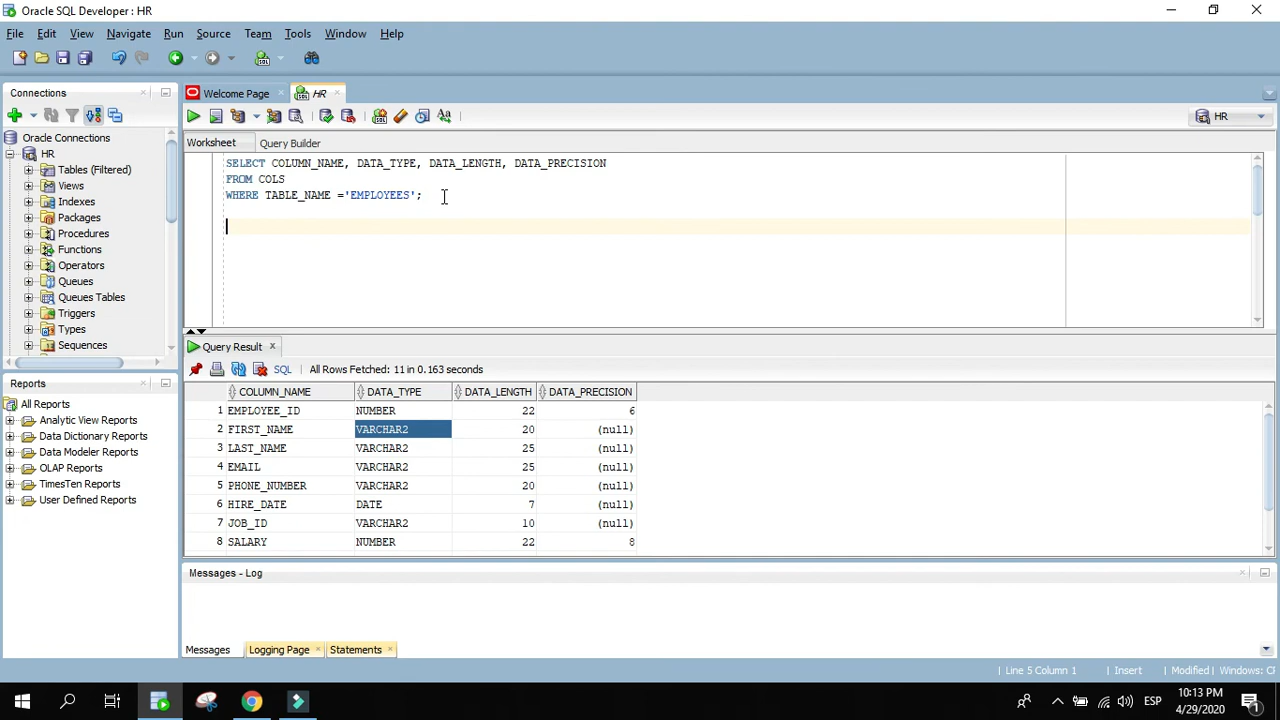 Oracle SQL Developer: HR
File Edit View Navigate Run Source Team Tools Window Help
Connections
Oracle Connections
HR
Tables (Filtered)
Views
Indexes
Packages
Procedures
Functions
Operators
Queues
Queues Tables
Triggers
Types
Sequences
Reports
All Reports
Analytic View Reports
Data Dictionary Reports
Data Modeler Reports
OLAP Reports
TimesTen Reports
User Defined Reports
Welcome Page HR
HR
Worksheet Query Builder
SELECT COLUMN_NAME, DATA_TYPE, DATA_LENGTH, DATA_PRECISION
FROM COLS
WHERE TABLE_NAME ='EMPLOYEES';
Query Result
SQL All Rows Fetched: 11 in 0.163 seconds
COLUMN_NAME DATA_TYPE DATA_LENGTH DATA_PRECISION
1 EMPLOYEE_ID NUMBER 22 6
2 FIRST_NAME VARCHAR2 20 (null)
3 LAST_NAME VARCHAR2 25 (null)
4 EMAIL VARCHAR2 25 (null)
5 PHONE_NUMBER VARCHAR2 20 (null)
6 HIRE_DATE DATE 7 (null)
7 JOB_ID VARCHAR2 10 (null)
8 SALARY NUMBER 22 8
Messages - Log
Messages Logging Page Statements
Line 5 Column 1 Insert Modified Windows: CF
ESP
10:13 PM
4/29/2020
1